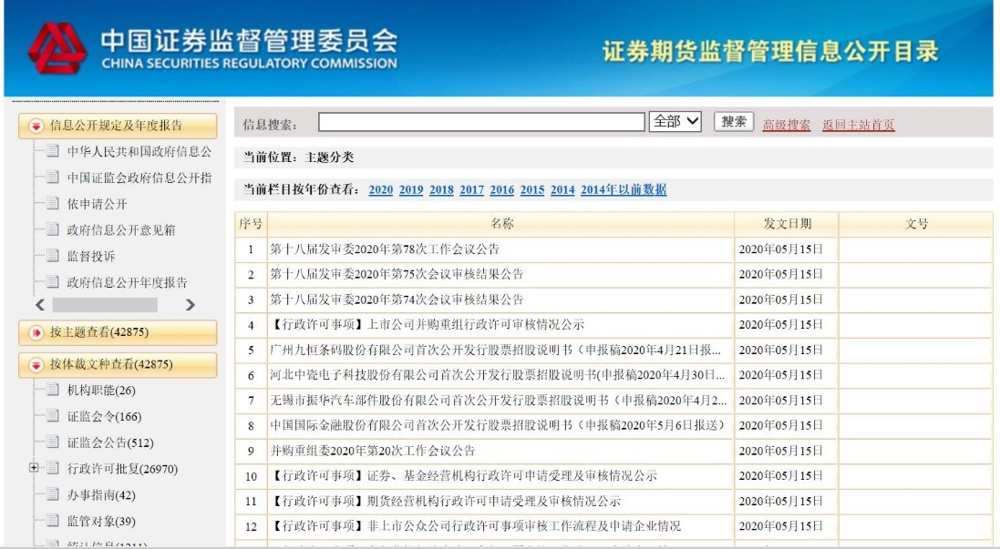 中国证券监督管理委员会
CHINA SECURITIES REGULATORY COMMISSION
证券期货监督管理信息公开目录
信息公开规定及年度报告
中华人民共和国政府信息公
中国证监会政府信息公开指
依申请公开
政府信息公开意见箱
监督投诉
政府信息公开年度报告
按主题查看(42875)
按体裁文种查看(42875)
机构职能(26)
证监会令(166)
证监会公告(512)
行政许可批复(26970)
办事指南(42)
监管对象(39)
信息搜索： 全部 搜索 高级搜索 返回主站首页
当前位置：主题分类
当前栏目按年份查看： 2020 2019 2018 2017 2016 2015 2014 2014年以前数据
序号 名称 发文日期 文号
1 第十八届发审委2020年第78次工作会议公告 2020年05月15日
2 第十八届发审委2020年第75次会议审核结果公告 2020年05月15日
3 第十八届发审委2020年第74次会议审核结果公告 2020年05月15日
4 【行政许可事项】上市公司并购重组行政许可审核情况公示 2020年05月15日
5 广州九恒条码股份有限公司首次公开发行股票招股说明书（申报稿2020年4月21日报... 2020年05月15日
6 河北中瓷电子科技股份有限公司首次公开发行股票招股说明书(申报稿2020年4月30日... 2020年05月15日
7 无锡市振华汽车部件股份有限公司首次公开发行股票招股说明书（申报稿2020年4月2... 2020年05月15日
8 中国国际金融股份有限公司首次公开发行股票招股说明书（申报稿2020年5月6日报送） 2020年05月15日
9 并购重组委2020年第20次工作会议公告 2020年05月15日
10 【行政许可事项】证券、基金经营机构行政许可申请受理及审核情况公示 2020年05月15日
11 【行政许可事项】期货经营机构行政许可申请受理及审核情况公示 2020年05月15日
12 【行政许可事项】非上市公众公司行政许可事项审核工作流程及申请企业情况 2020年05月15日